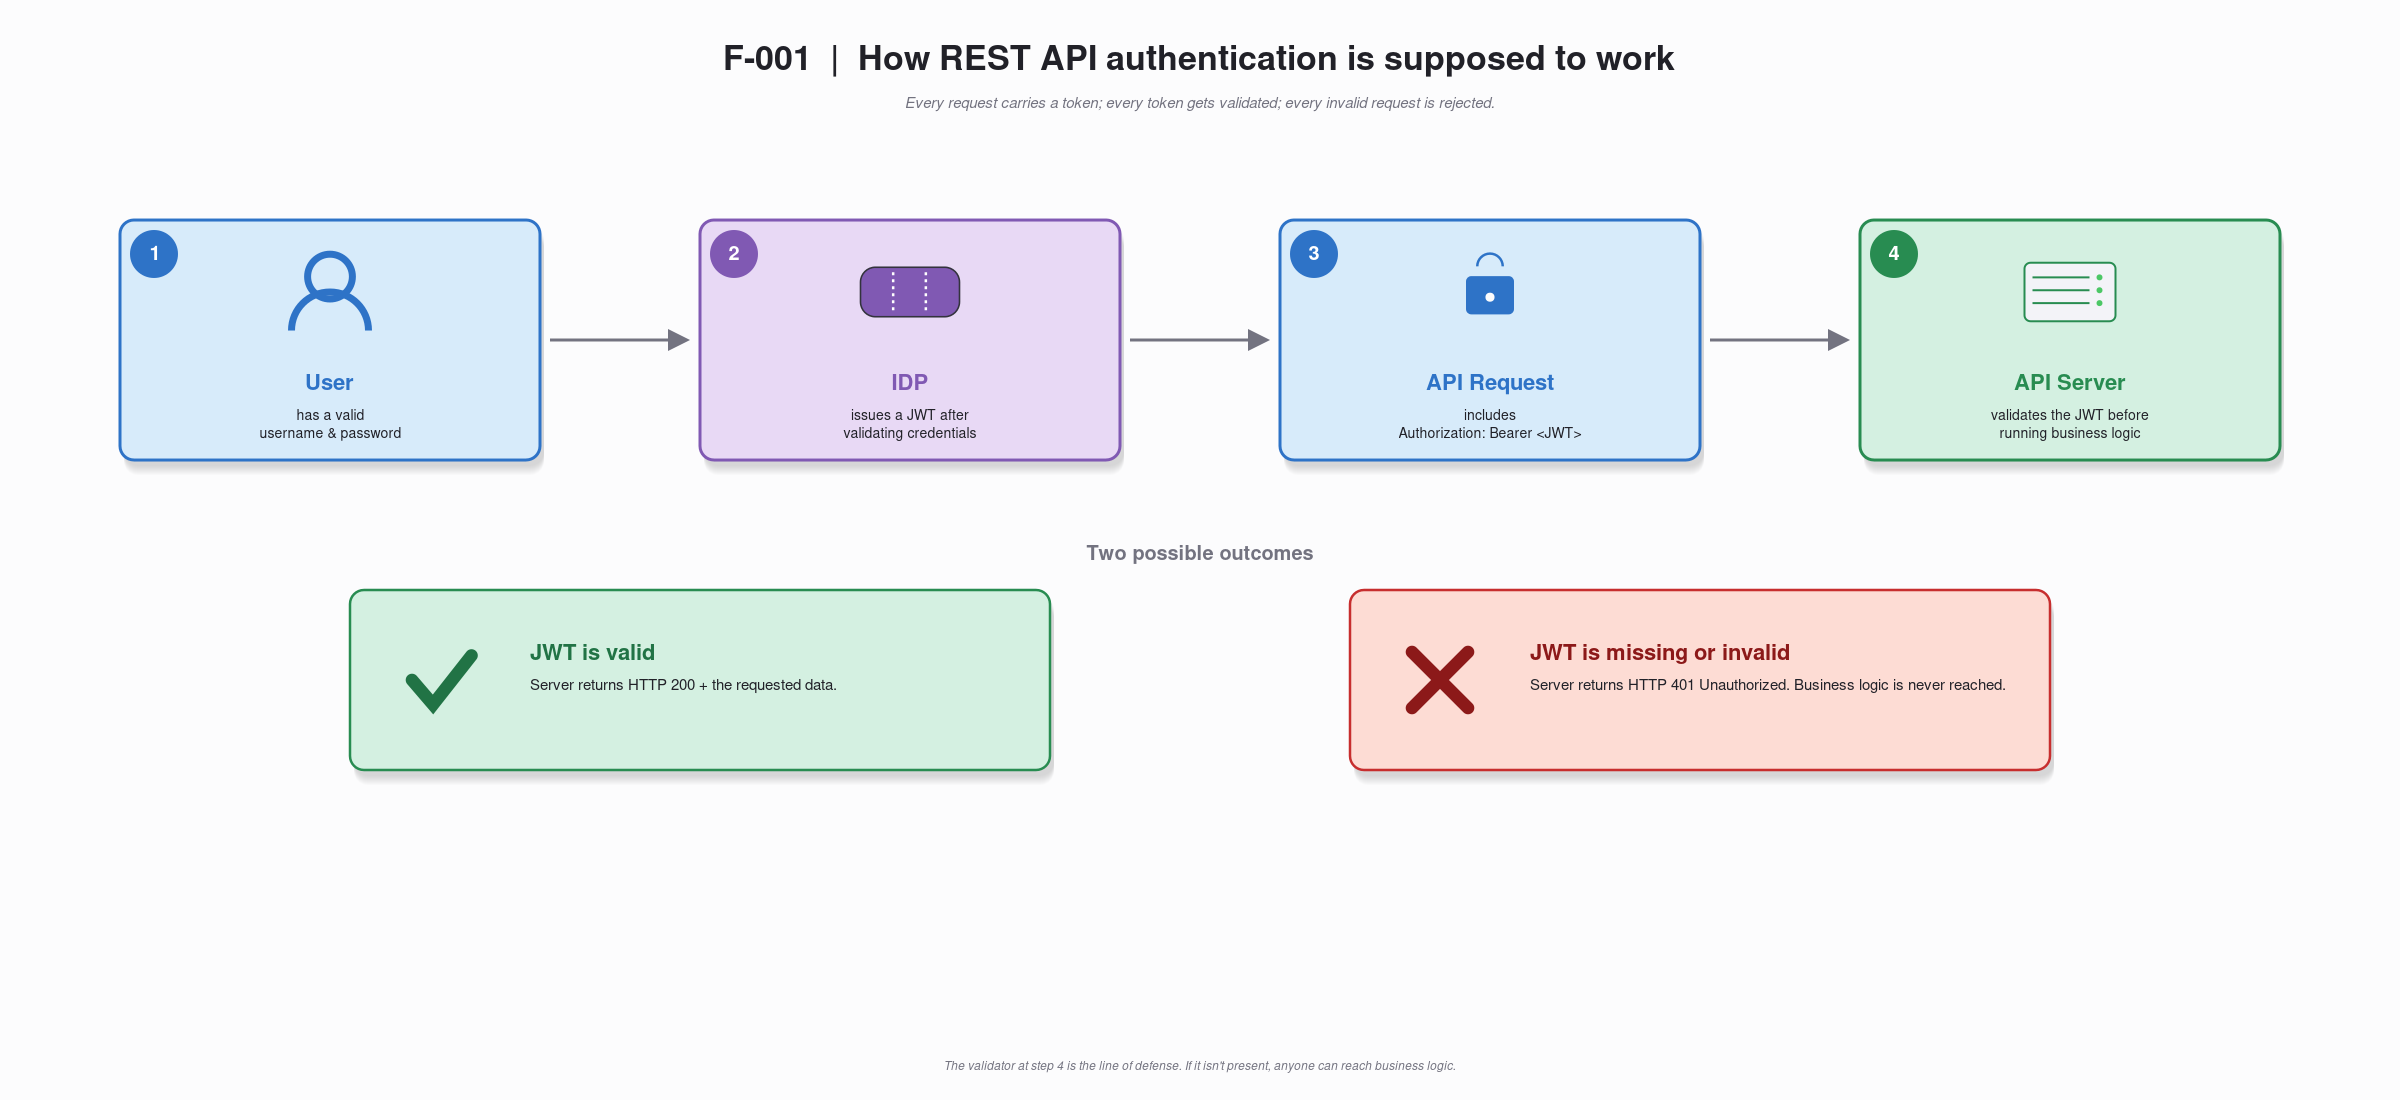 F-001 | How REST API authentication is supposed to work
Every request carries a token; every token gets validated; every invalid request is rejected.
1
User
has a valid
username & password
2
IDP
issues a JWT after
validating credentials
3
API Request
includes
Authorization: Bearer <JWT>
4
API Server
validates the JWT before
running business logic
Two possible outcomes
JWT is valid
Server returns HTTP 200 + the requested data.
JWT is missing or invalid
Server returns HTTP 401 Unauthorized. Business logic is never reached.
The validator at step 4 is the line of defense. If it isn't present, anyone can reach business logic.